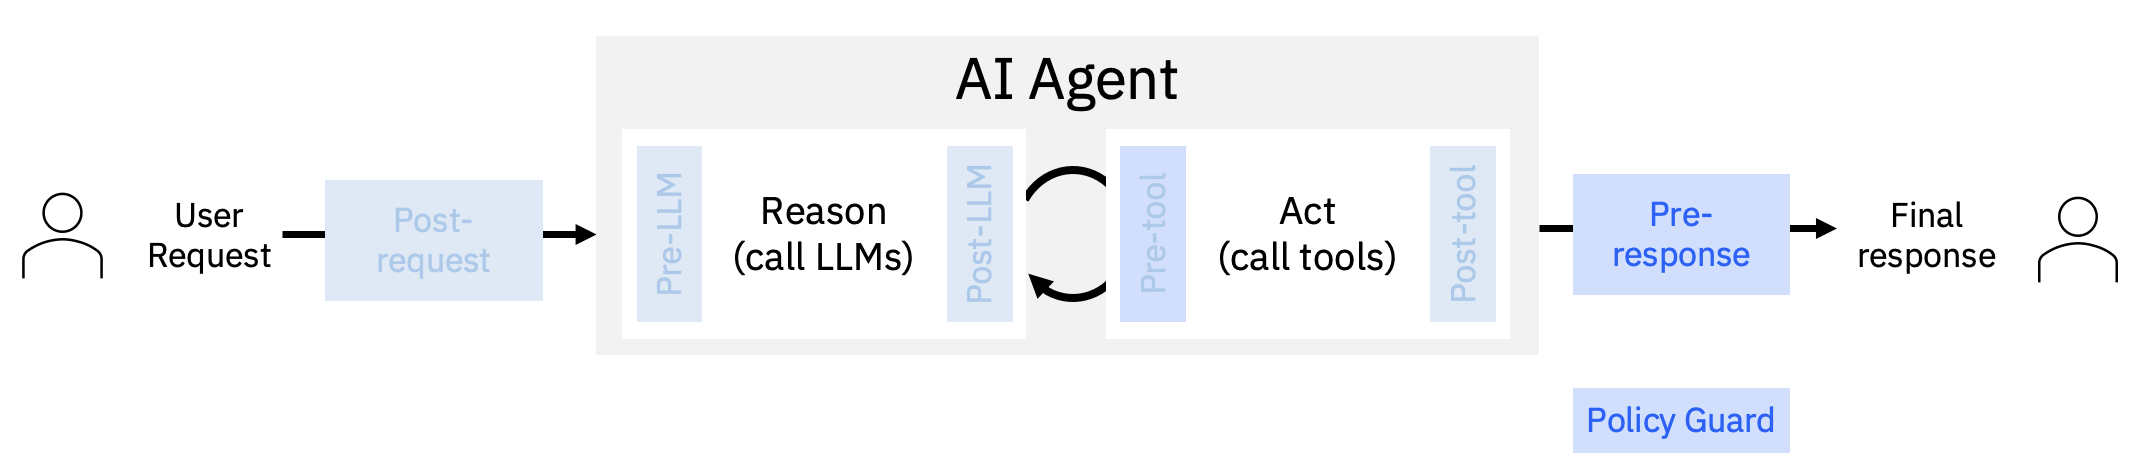 AI Agent
User
Request
Post-
request
Pre-LLM
Reason
(call LLMs)
Post-LLM
Pre-tool
Act
(call tools)
Post-tool
Pre-
response
Final
response
Policy Guard